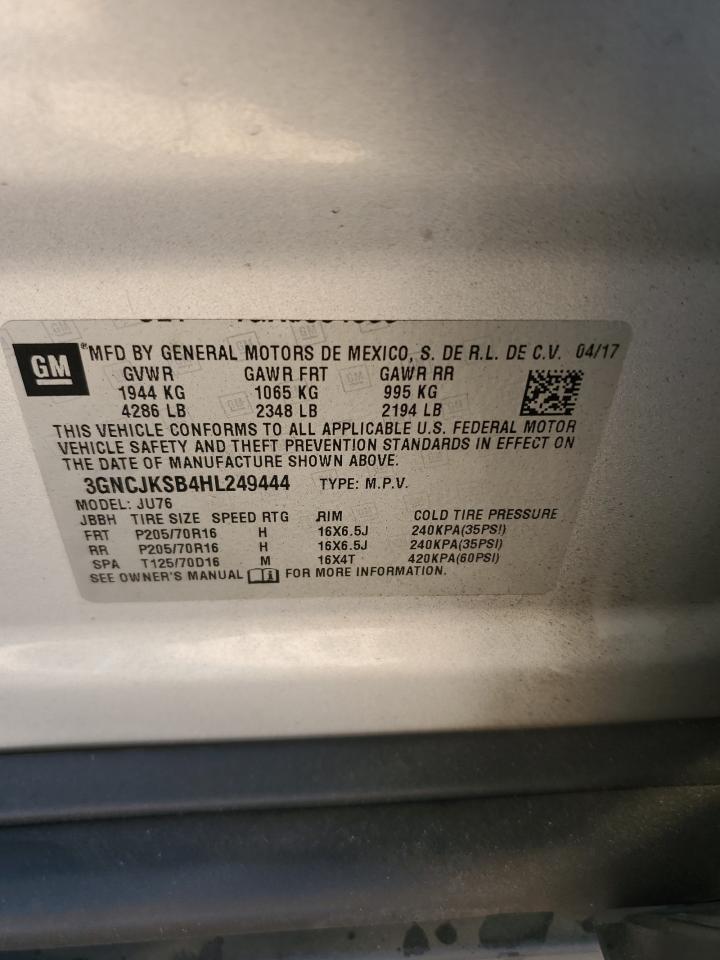 GM ®MFD BY GENERAL MOTORS DE MEXICO, S. DE R.L. DE C.V. 04/17
GVWR GAWR FRT GAWR RR
1944 KG 1065 KG 995 KG
4286 LB 2348 LB 2194 LB
THIS VEHICLE CONFORMS TO ALL APPLICABLE U.S. FEDERAL MOTOR
VEHICLE SAFETY AND THEFT PREVENTION STANDARDS IN EFFECT ON
THE DATE OF MANUFACTURE SHOWN ABOVE.
3GNCJKSB4HL249444 TYPE: M.P.V.
MODEL: JU76
JBBH TIRE SIZE SPEED RTG RIM COLD TIRE PRESSURE
FRT P205/70R16 H 16X6.5J 240KPA(35PSI)
RR P205/70R16 H 16X6.5J 240KPA(35PSI)
SPA T125/70D16 M 16X4T 420KPA(60PSI)
SEE OWNER'S MANUAL FOR MORE INFORMATION.